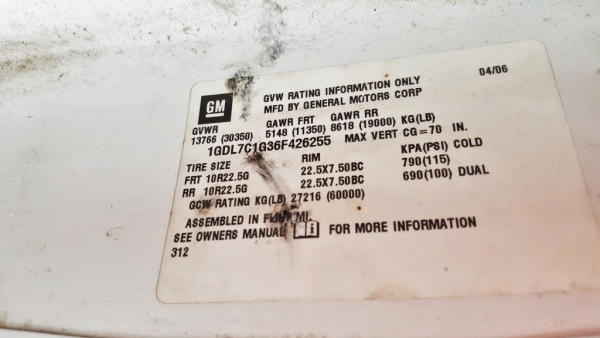 GM
GVW RATING INFORMATION ONLY 04/06
MFD BY GENERAL MOTORS CORP
GVWR GAWR FRT GAWR RR
13766 (30350) 5148 (11350) 8618 (19000) KG(LB)
1GDL7C1G36F426255 MAX VERT CG=70 IN.
TIRE SIZE RIM KPA(PSI) COLD
FRT 10R22.5G 22.5X7.50BC 790(115)
RR 10R22.5G 22.5X7.50BC 690(100) DUAL
GCW RATING KG(LB) 27216 (60000)
ASSEMBLED IN FLINT MI.
SEE OWNERS MANUAL i FOR MORE INFORMATION
312